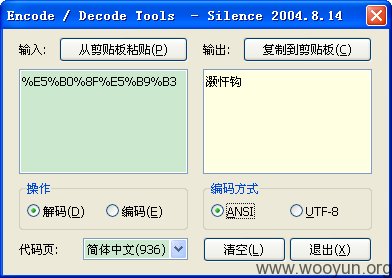 Encode / Decode Tools - Silence 2004.8.14
输入:
从剪贴板粘贴(P)
输出:
复制到剪贴板(C)
%E5%B0%8F%E5%B9%B3
灏忓钩
操作
解码(D)
编码(E)
编码方式
ANSI
UTF-8
代码页:
简体中文(936)
清空(L)
退出(X)
www.wooyun.org